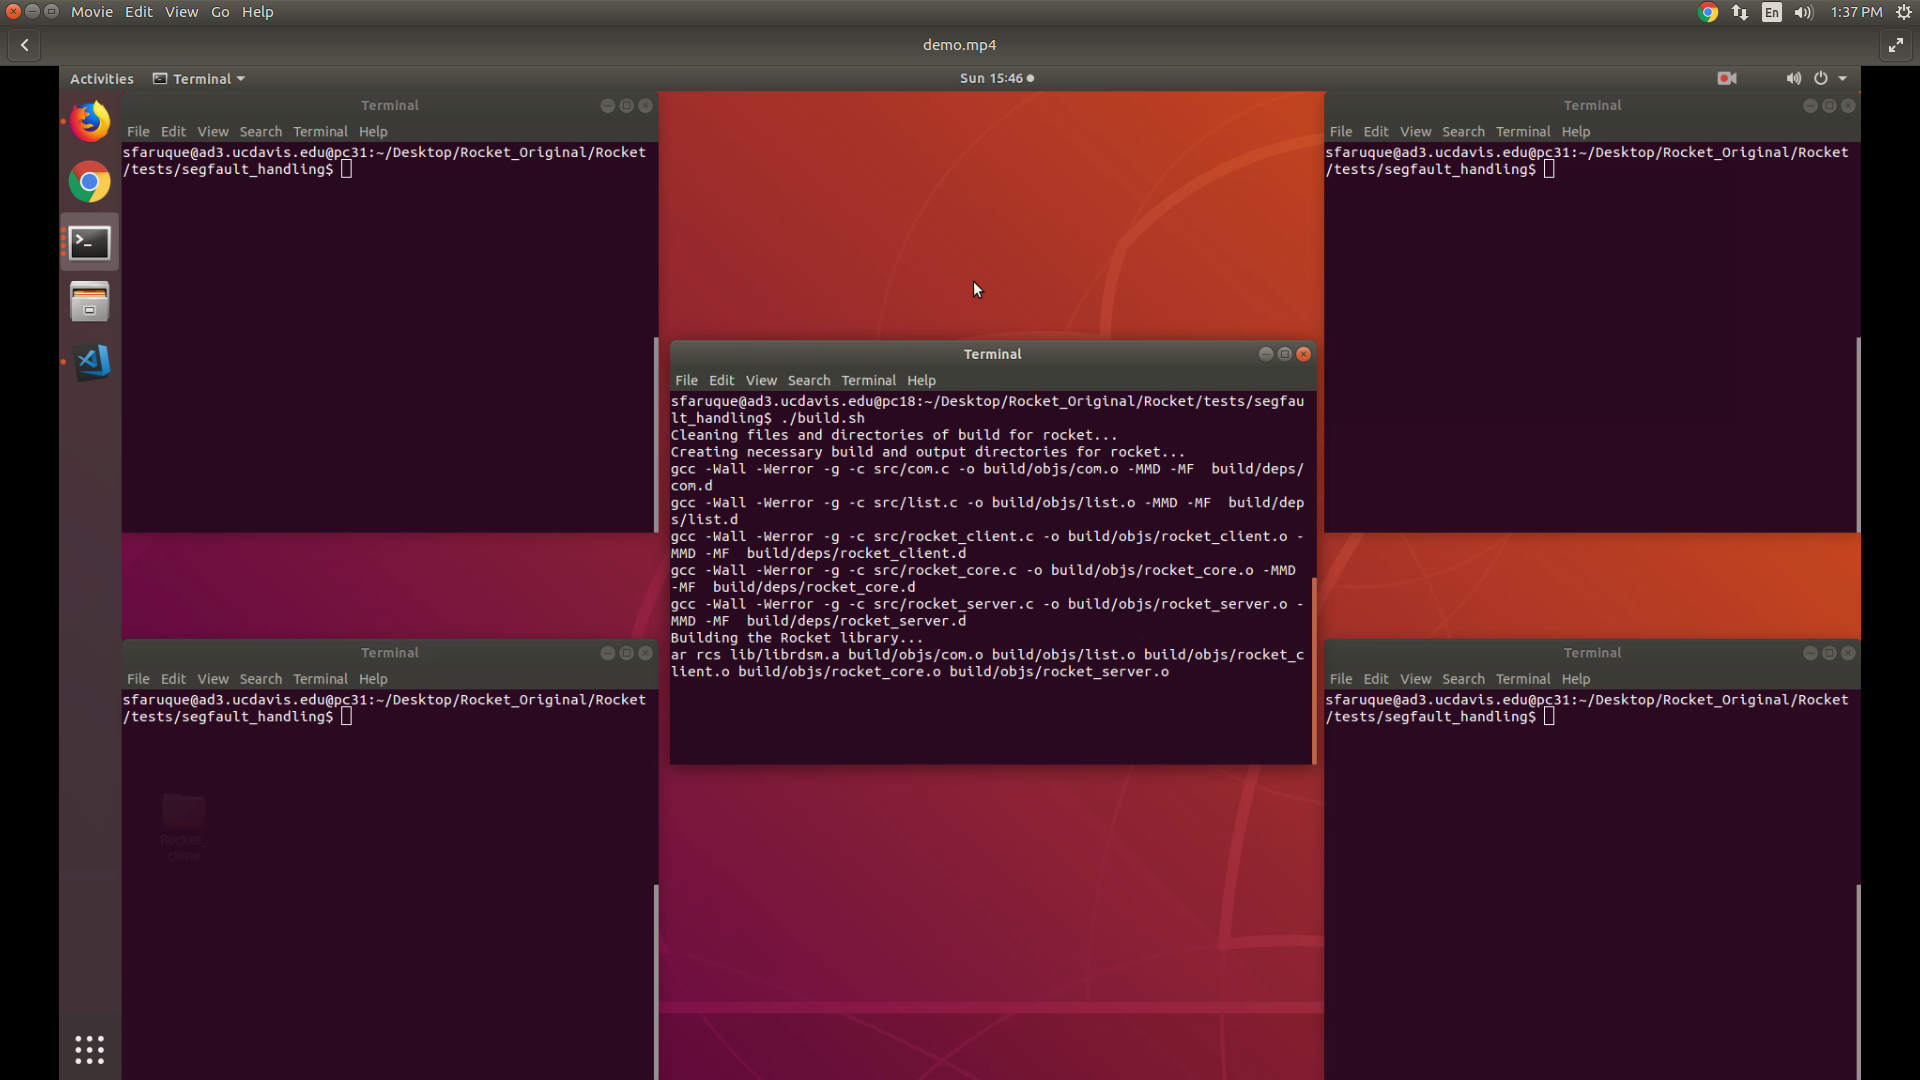 Movie Edit View Go Help
En 1:37 PM
demo.mp4
Activities Terminal Sun 15:46
Terminal
File Edit View Search Terminal Help
sfaruque@ad3.ucdavis.edu@pc31:~/Desktop/Rocket_Original/Rocket
/tests/segfault_handling$
Terminal
File Edit View Search Terminal Help
sfaruque@ad3.ucdavis.edu@pc31:~/Desktop/Rocket_Original/Rocket
/tests/segfault_handling$
Terminal
File Edit View Search Terminal Help
sfaruque@ad3.ucdavis.edu@pc18:~/Desktop/Rocket_Original/Rocket/tests/segfau
lt_handling$ ./build.sh
Cleaning files and directories of build for rocket...
Creating necessary build and output directories for rocket...
gcc -Wall -Werror -g -c src/com.c -o build/objs/com.o -MMD -MF  build/deps/
com.d
gcc -Wall -Werror -g -c src/list.c -o build/objs/list.o -MMD -MF  build/dep
s/list.d
gcc -Wall -Werror -g -c src/rocket_client.c -o build/objs/rocket_client.o -
MMD -MF  build/deps/rocket_client.d
gcc -Wall -Werror -g -c src/rocket_core.c -o build/objs/rocket_core.o -MMD
-MF  build/deps/rocket_core.d
gcc -Wall -Werror -g -c src/rocket_server.c -o build/objs/rocket_server.o -
MMD -MF  build/deps/rocket_server.d
Building the Rocket library...
ar rcs lib/librdsm.a build/objs/com.o build/objs/list.o build/objs/rocket_c
lient.o build/objs/rocket_core.o build/objs/rocket_server.o
Terminal
File Edit View Search Terminal Help
sfaruque@ad3.ucdavis.edu@pc31:~/Desktop/Rocket_Original/Rocket
/tests/segfault_handling$
Rocket_
clone
Terminal
File Edit View Search Terminal Help
sfaruque@ad3.ucdavis.edu@pc31:~/Desktop/Rocket_Original/Rocket
/tests/segfault_handling$